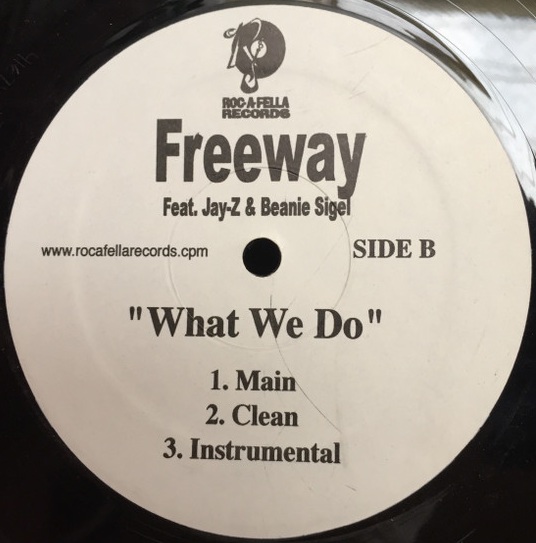 ROC-A-FELLA
RECORDS
Freeway
Feat. Jay-Z & Beanie Sigel
www.rocafellarecords.cpm
SIDE B
"What We Do"
1. Main
2. Clean
3. Instrumental